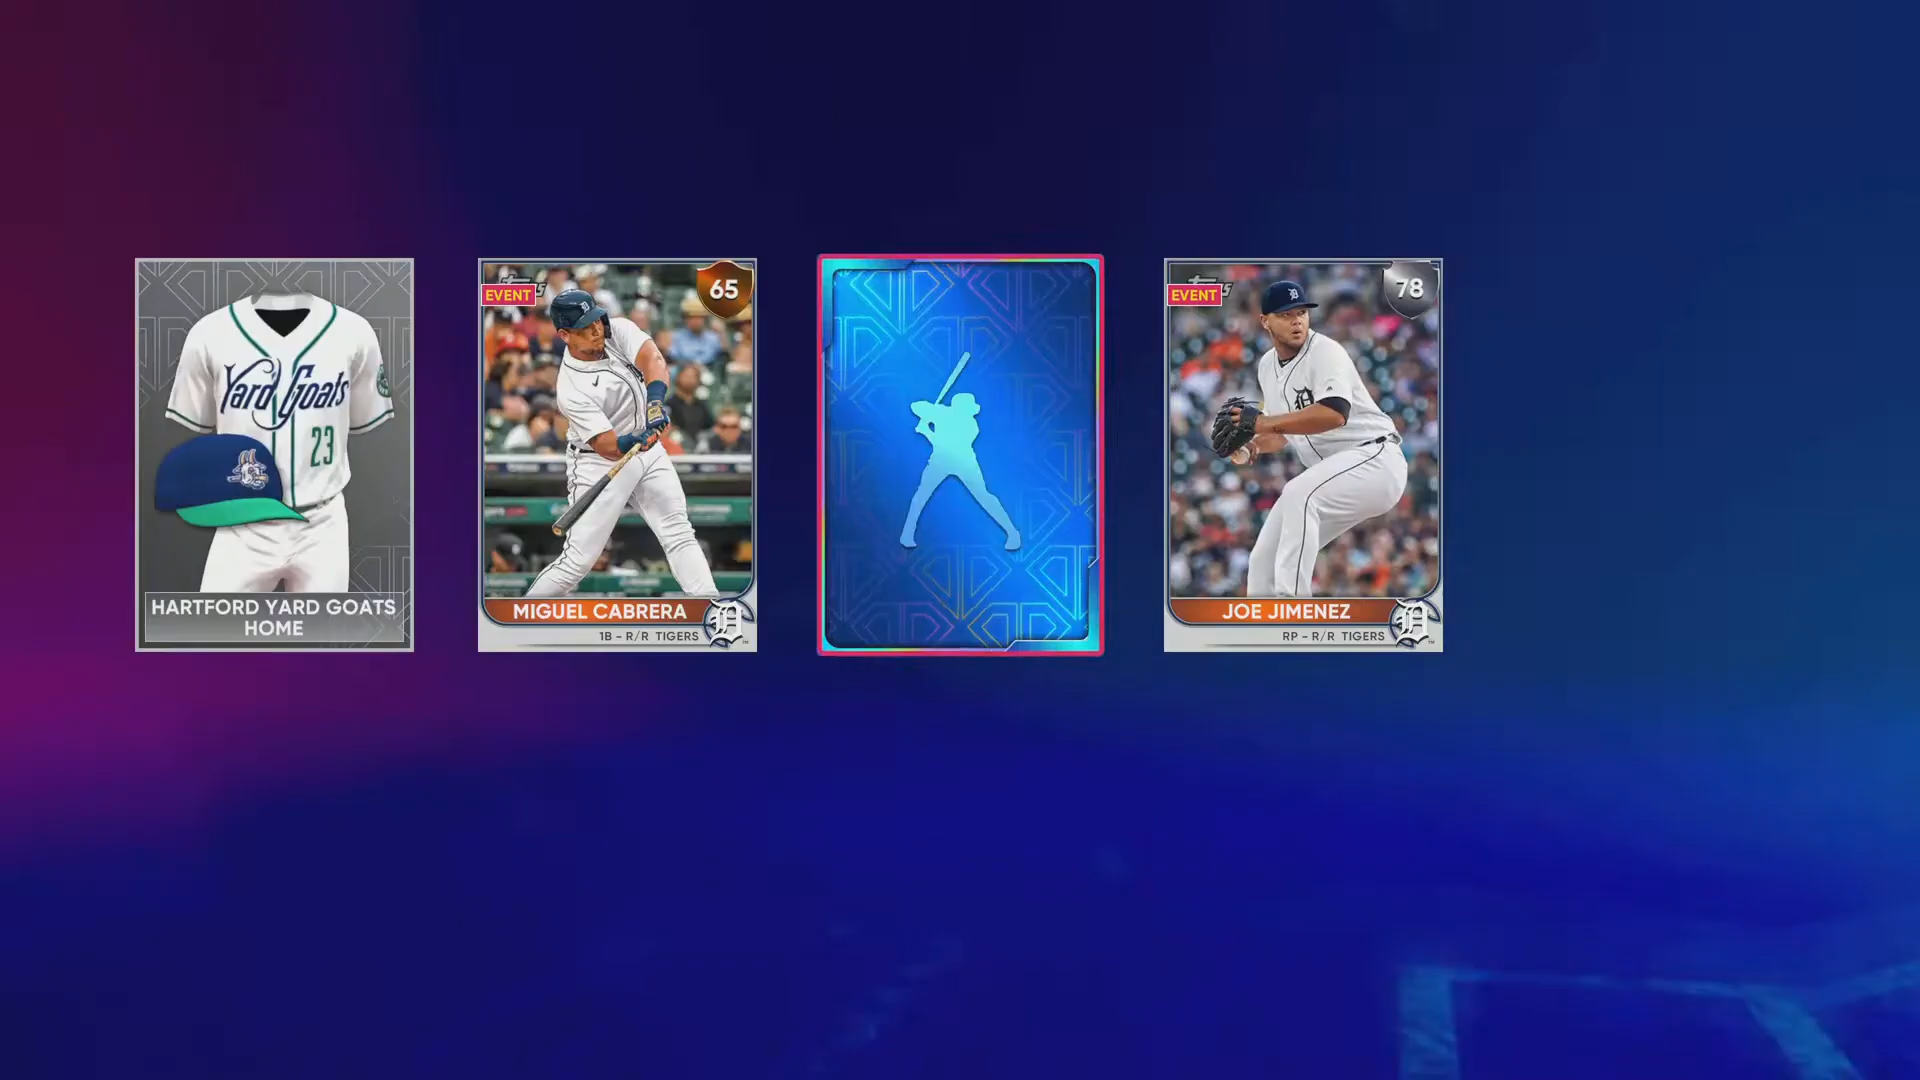 Yard Goats
23
HARTFORD YARD GOATS
HOME
EVENT
65
MIGUEL CABRERA
1B - R/R TIGERS
EVENT
78
JOE JIMENEZ
RP - R/R TIGERS